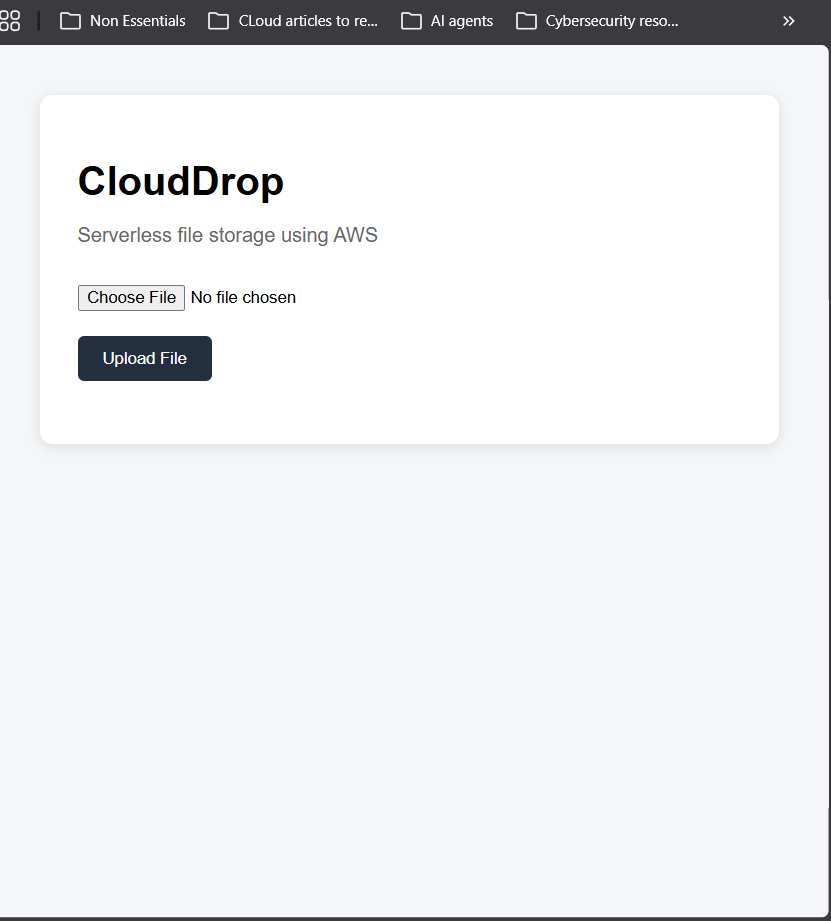 Non Essentials CLoud articles to re... AI agents Cybersecurity reso... »
CloudDrop
Serverless file storage using AWS
Choose File No file chosen
Upload File